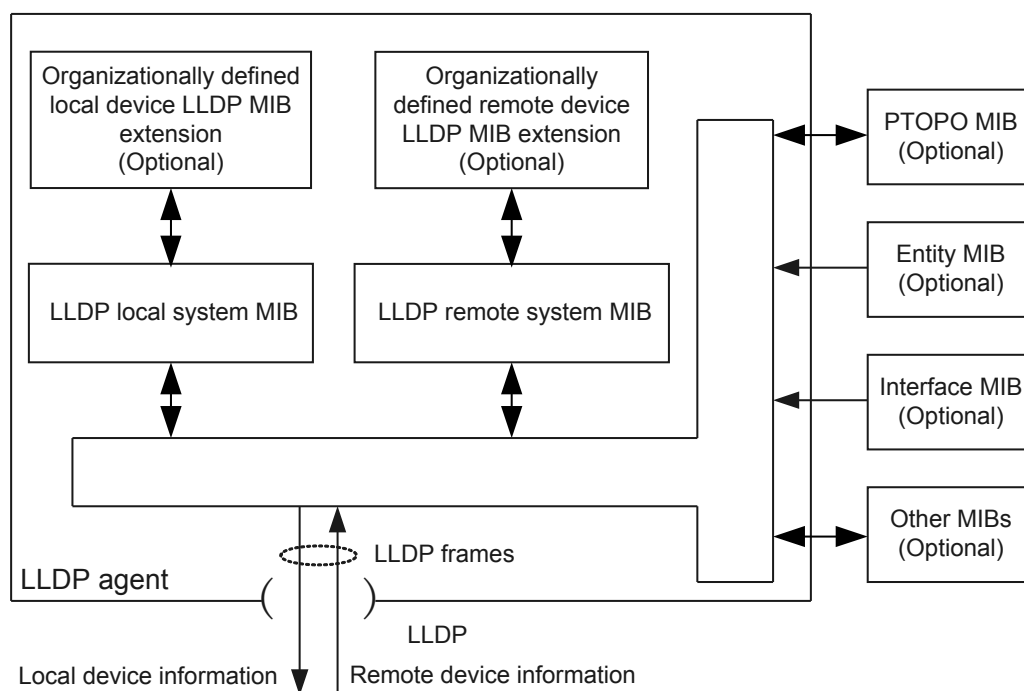 Organizationally defined
local device LLDP MIB
extension
(Optional)
Organizationally
defined remote device
LLDP MIB extension
(Optional)
PTOPO MIB
(Optional)
Entity MIB
(Optional)
LLDP local system MIB
LLDP remote system MIB
Interface MIB
(Optional)
Other MIBs
(Optional)
LLDP frames
LLDP agent
LLDP
Local device information
Remote device information